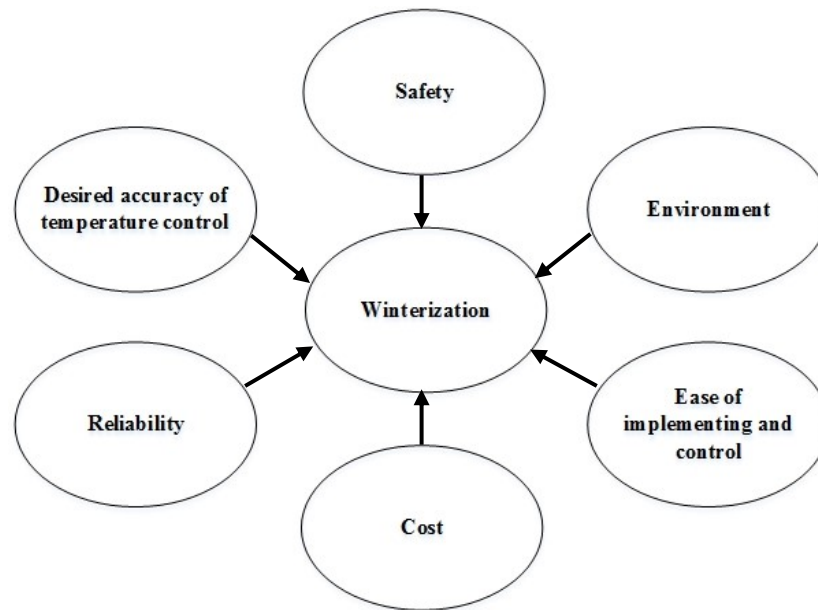 Safety
Desired accuracy of
temperature control
Environment
Winterization
Reliability
Ease of
implementing and
control
Cost